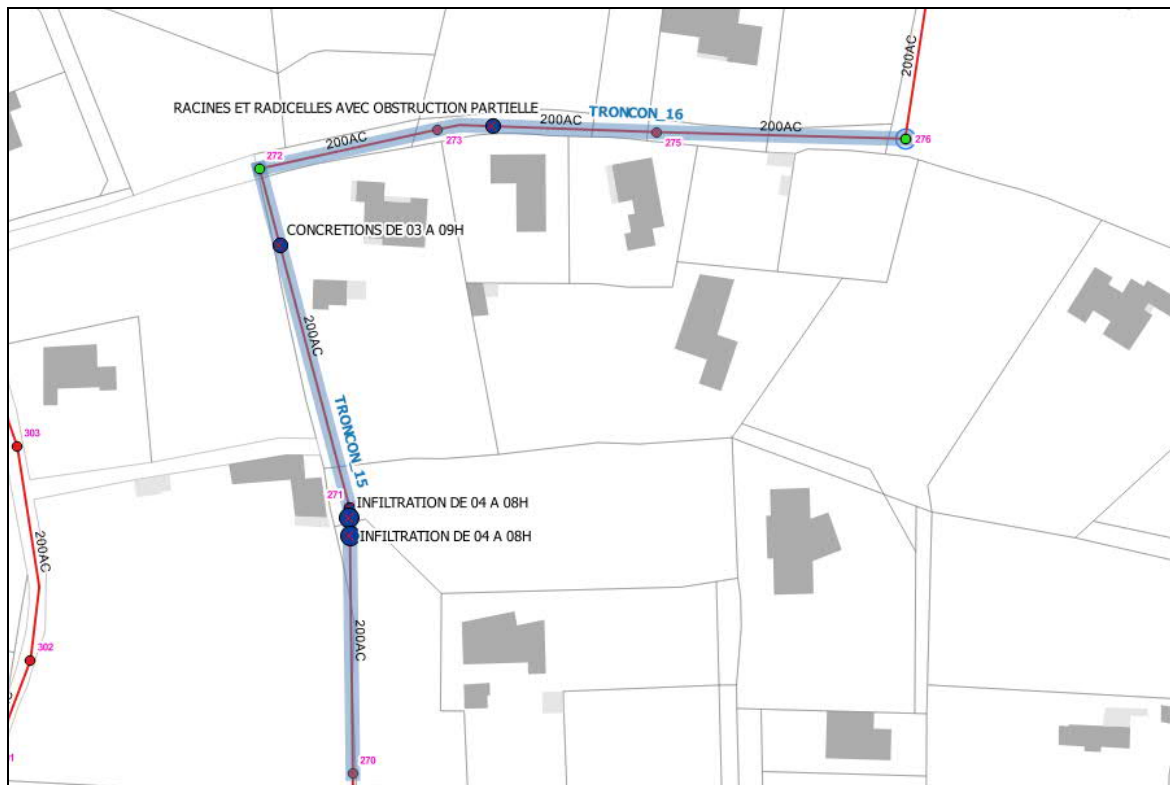 200AC
RACINES ET RADICELLES AVEC OBSTRUCTION PARTIELLE
TRONCON_16
200AC
200AC
200AC
273
275
276
272
CONCRETIONS DE 03 A 09H
200AC
TRONCON_15
303
271
INFILTRATION DE 04 A 08H
INFILTRATION DE 04 A 08H
200AC
200AC
302
270